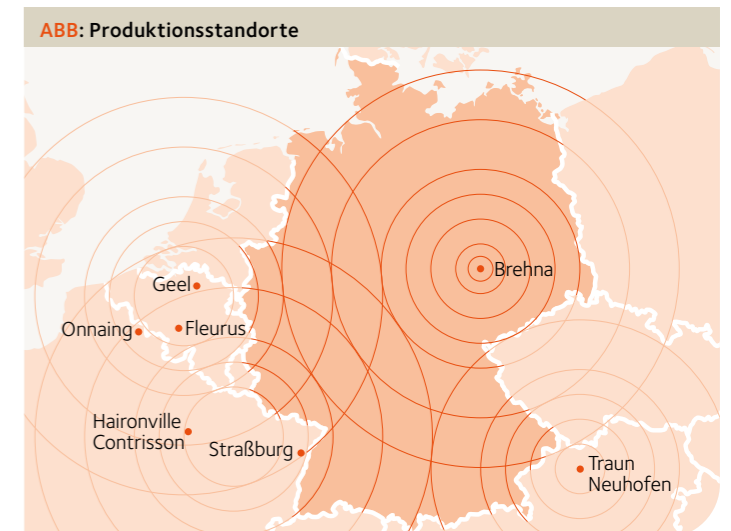 ABB: Produktionsstandorte
Brehna
Geel
Onnaing
Fleurus
Haironville
Contrisson
Straßburg
Traun
Neuhofen